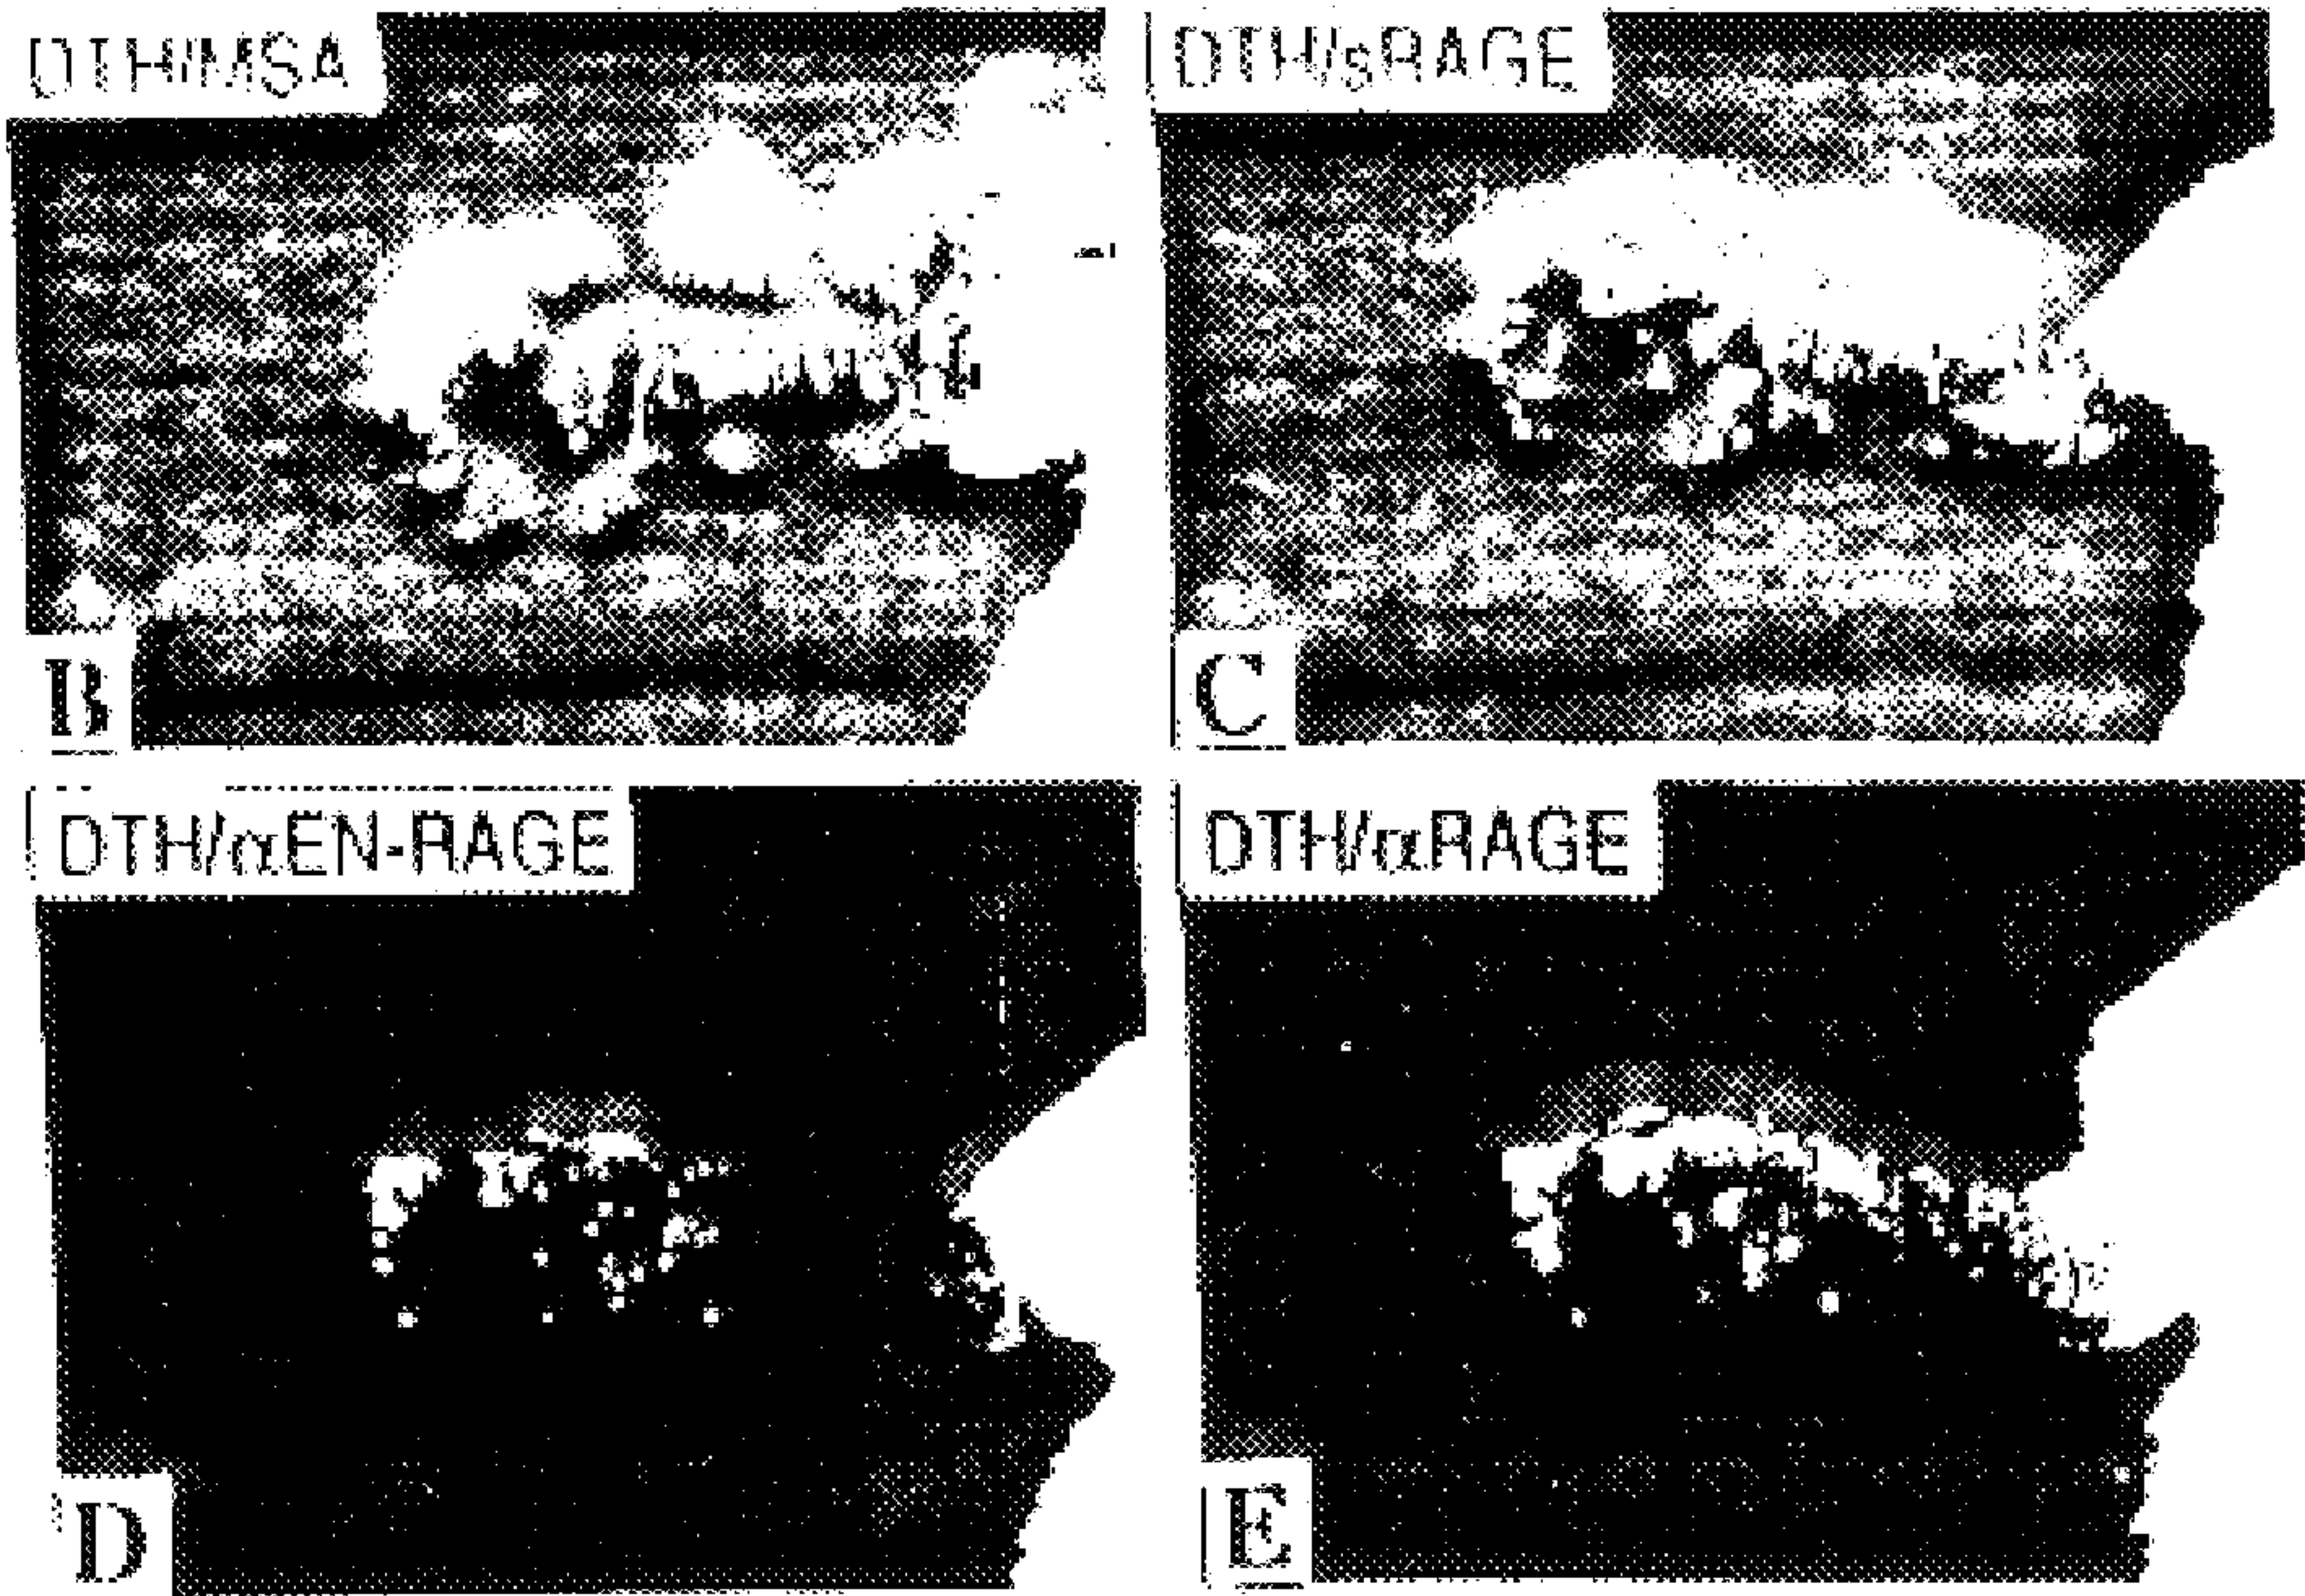 DTH/MSA
DTH/sRAGE
B
C
DTH/αEN-RAGE
DTH/αRAGE
D
E